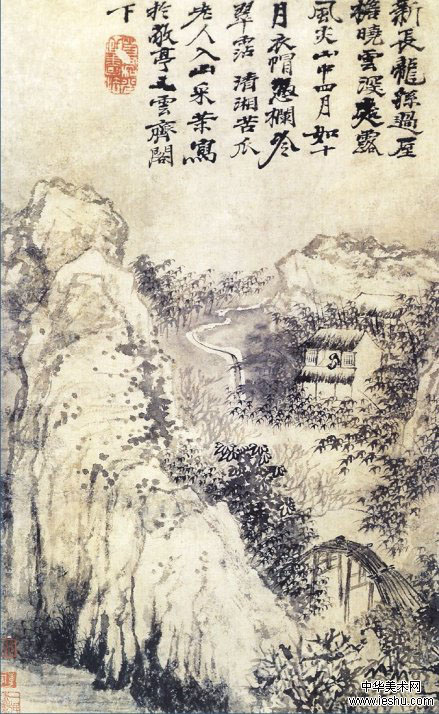 新長龍孫過屋
檐曉雲深處露
風尖山中四月如十
月衣帽憑欄冷
翠沾清湘苦瓜
老人入山采茶寫
於敬亭之雲齊閣
下
中华美术网
www.ieshu.com